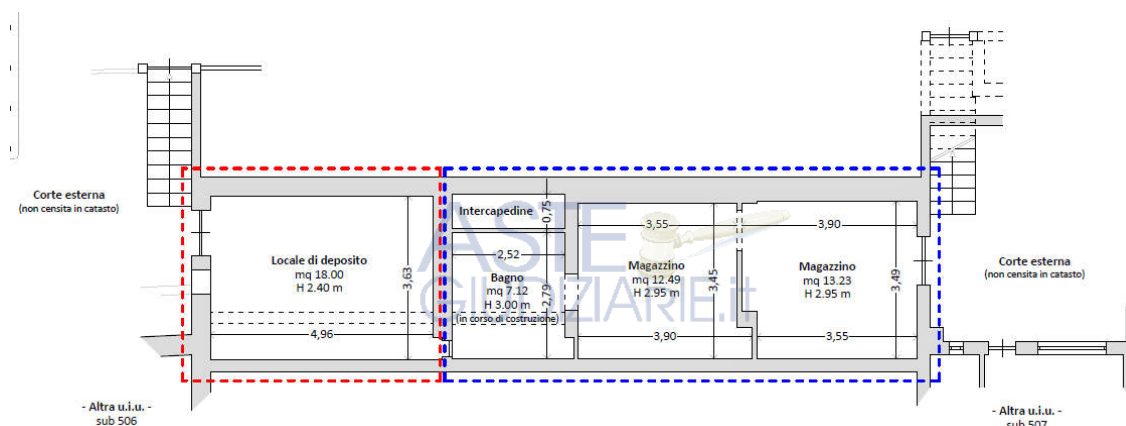 Corte esterna
(non censita in catasto)
Locale di deposito
mq 18.00
H 2.40 m
3,63
4,96
Intercapedine
0,75
2,52
Bagno
mq 7.12
H 3.00 m
(in corso di costruzione)
2,79
3,55
Magazzino
mq 12.49
H 2.95 m
3,45
3,90
3,90
Magazzino
mq 13.23
H 2.95 m
3,49
3,55
Corte esterna
(non censita in catasto)
ASTE
GIUDIZIARIE.it
- Altra u.i.u. -
sub 506
- Altra u.i.u. -
sub 507